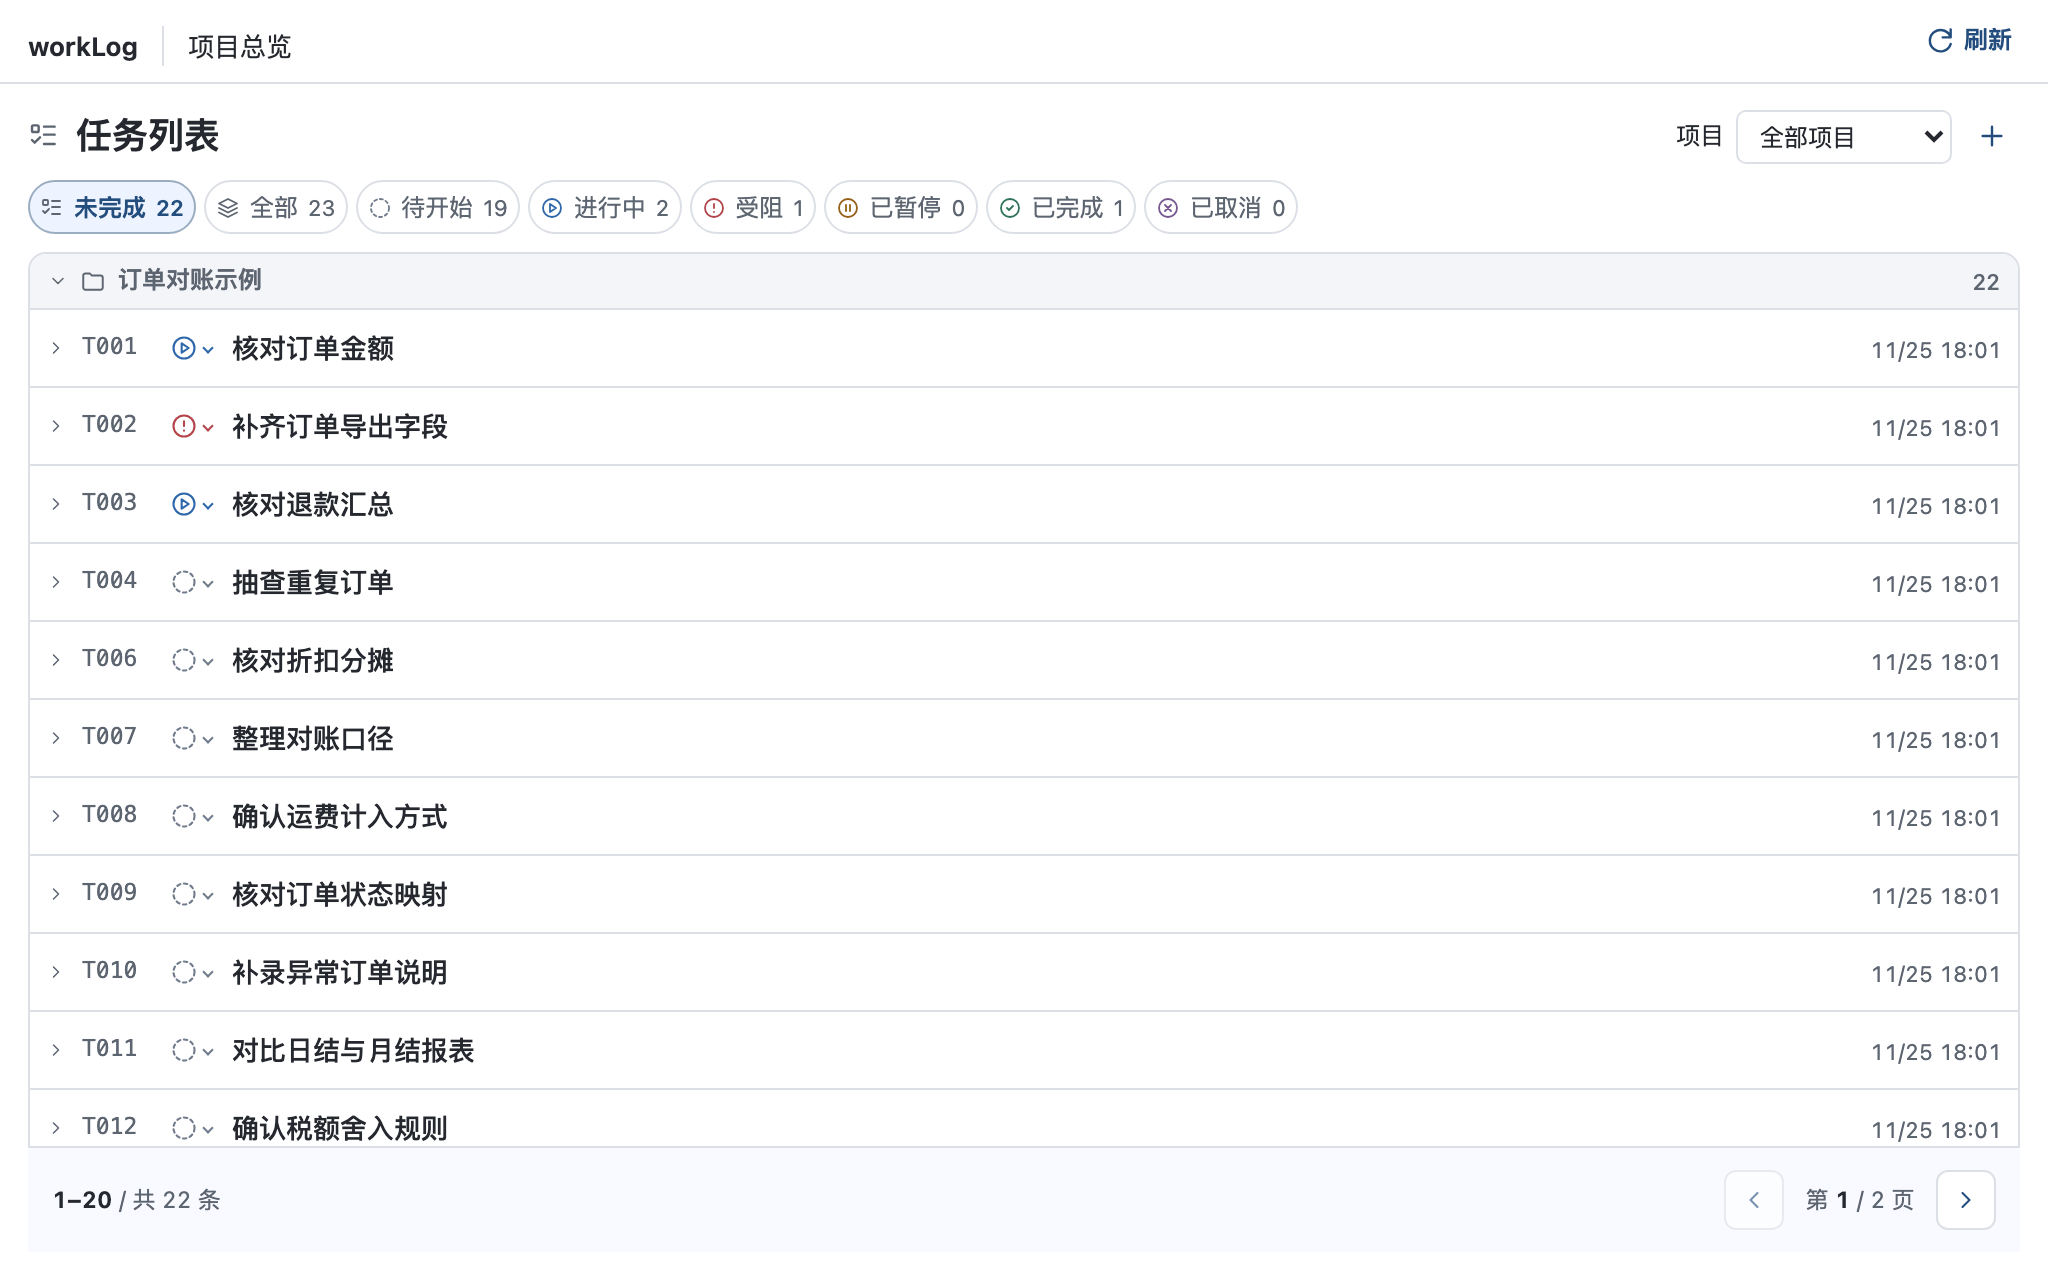 workLog 项目总览 刷新
任务列表 项目 全部项目
未完成 22 全部 23 待开始 19 进行中 2 受阻 1 已暂停 0 已完成 1 已取消 0
订单对账示例 22
T001 核对订单金额 11/25 18:01
T002 补齐订单导出字段 11/25 18:01
T003 核对退款汇总 11/25 18:01
T004 抽查重复订单 11/25 18:01
T006 核对折扣分摊 11/25 18:01
T007 整理对账口径 11/25 18:01
T008 确认运费计入方式 11/25 18:01
T009 核对订单状态映射 11/25 18:01
T010 补录异常订单说明 11/25 18:01
T011 对比日结与月结报表 11/25 18:01
T012 确认税额舍入规则 11/25 18:01
1–20 / 共 22 条 第 1 / 2 页